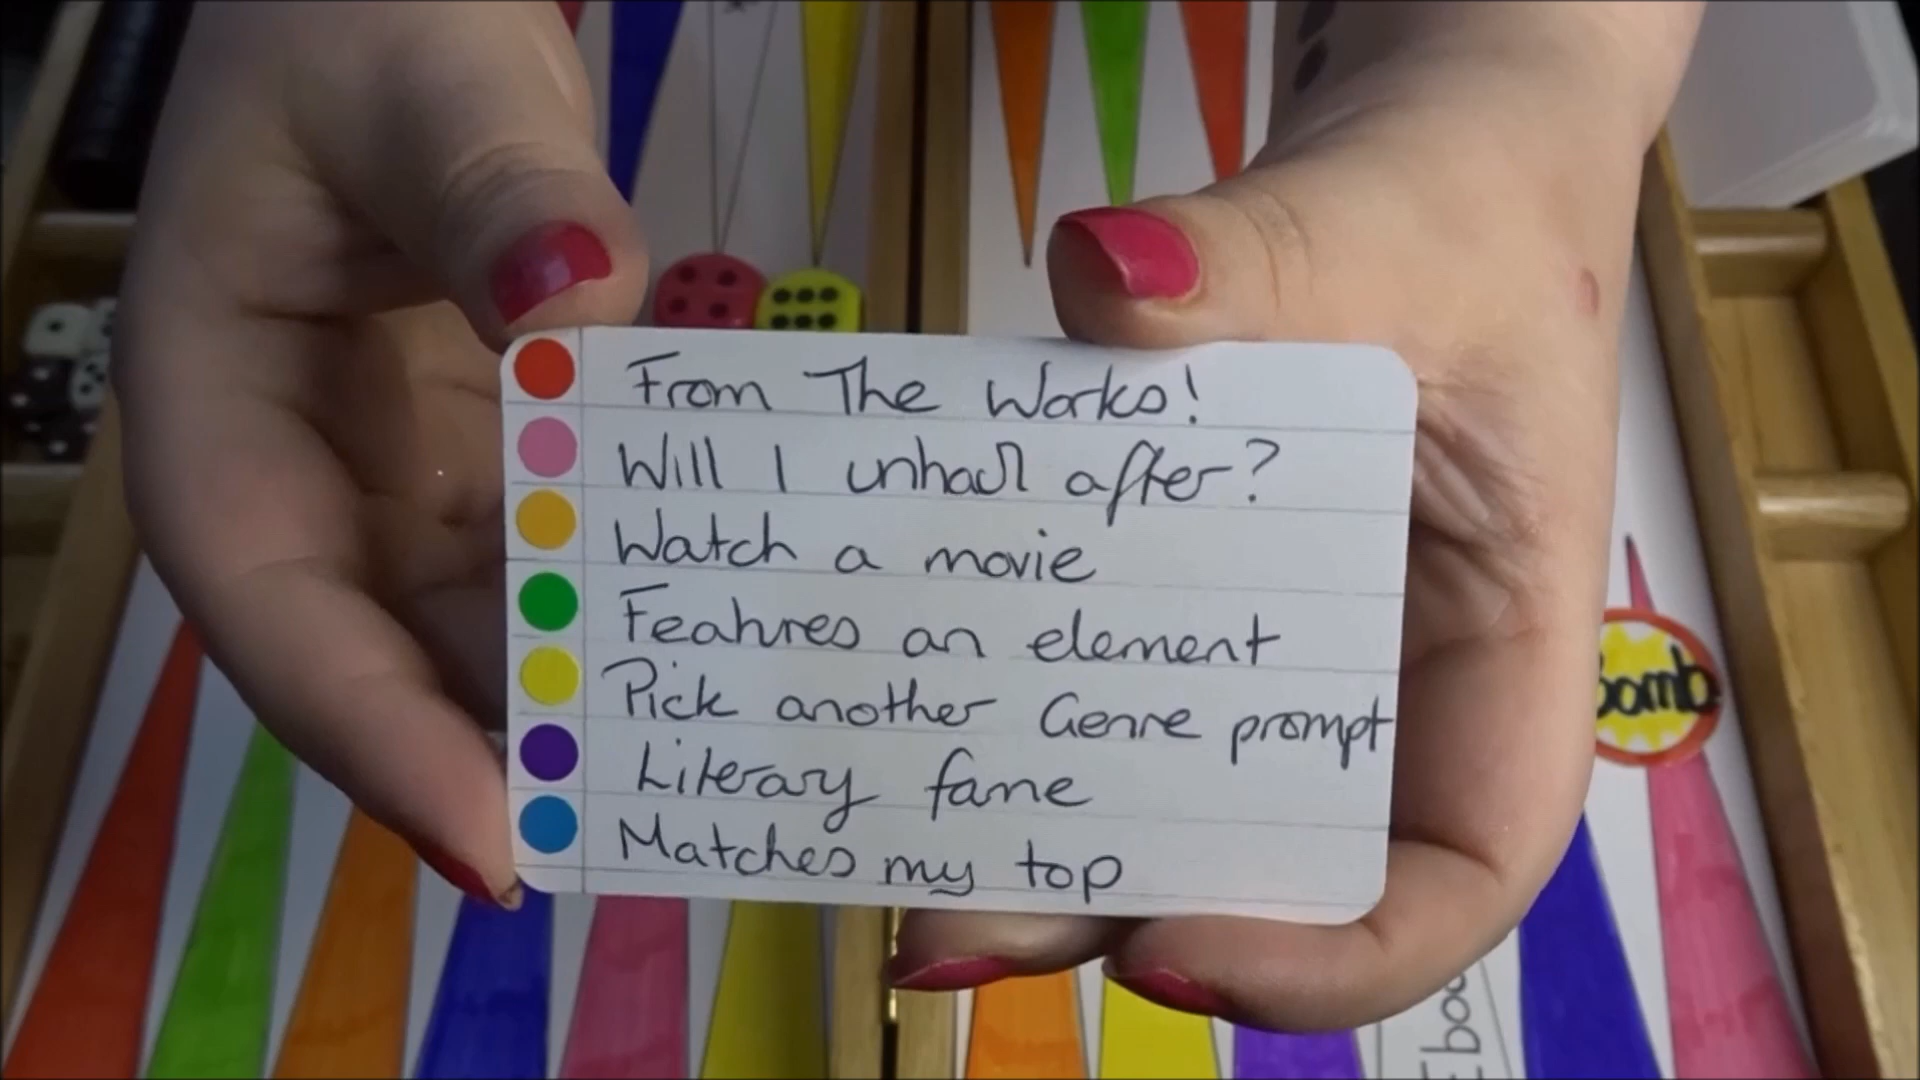 From The Works!
Will I unhaul after?
Watch a movie
Features an element
Pick another Genre prompt
Literary fame
Matches my top
Bomb